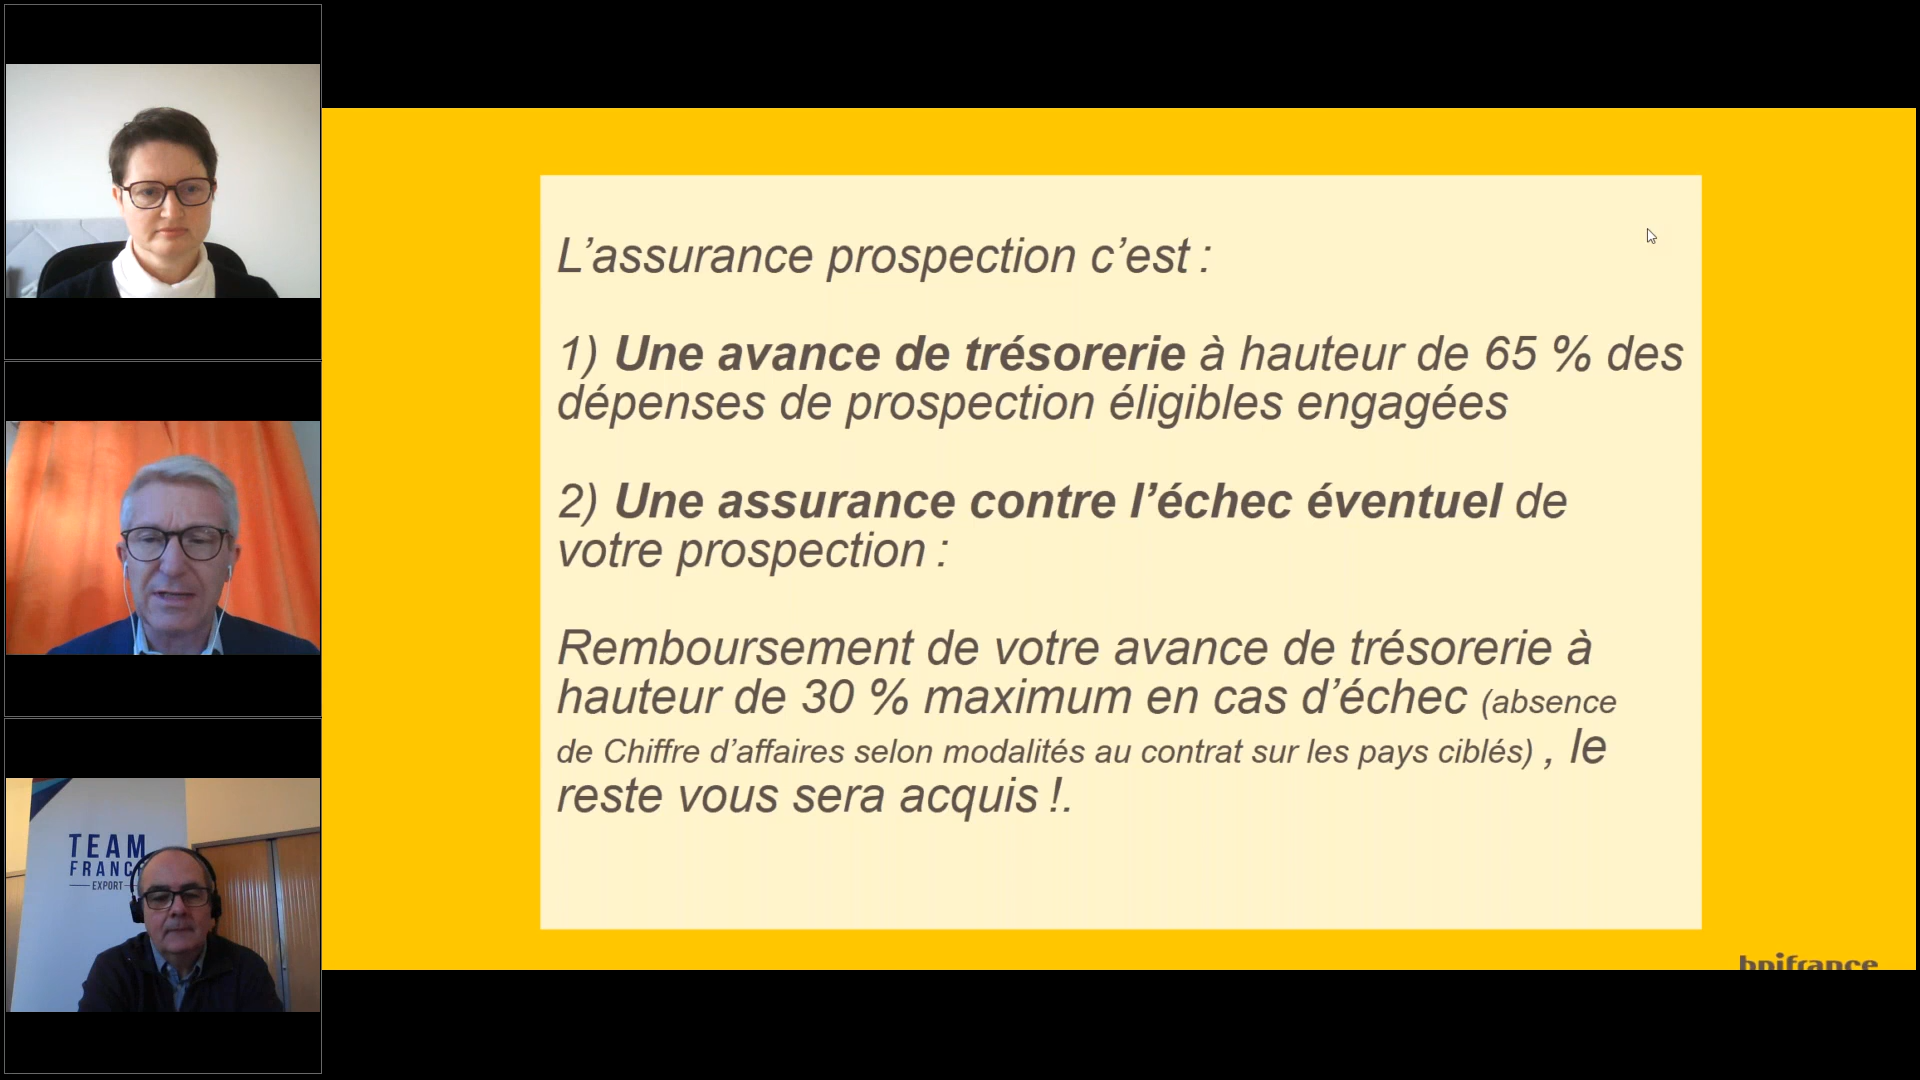 L’assurance prospection c’est :
1) Une avance de trésorerie à hauteur de 65 % des
dépenses de prospection éligibles engagées
2) Une assurance contre l’échec éventuel de
votre prospection :
Remboursement de votre avance de trésorerie à
hauteur de 30 % maximum en cas d’échec (absence
de Chiffre d’affaires selon modalités au contrat sur les pays ciblés) , le
reste vous sera acquis !.
bpifrance
TEAM
FRANC
EXPORT